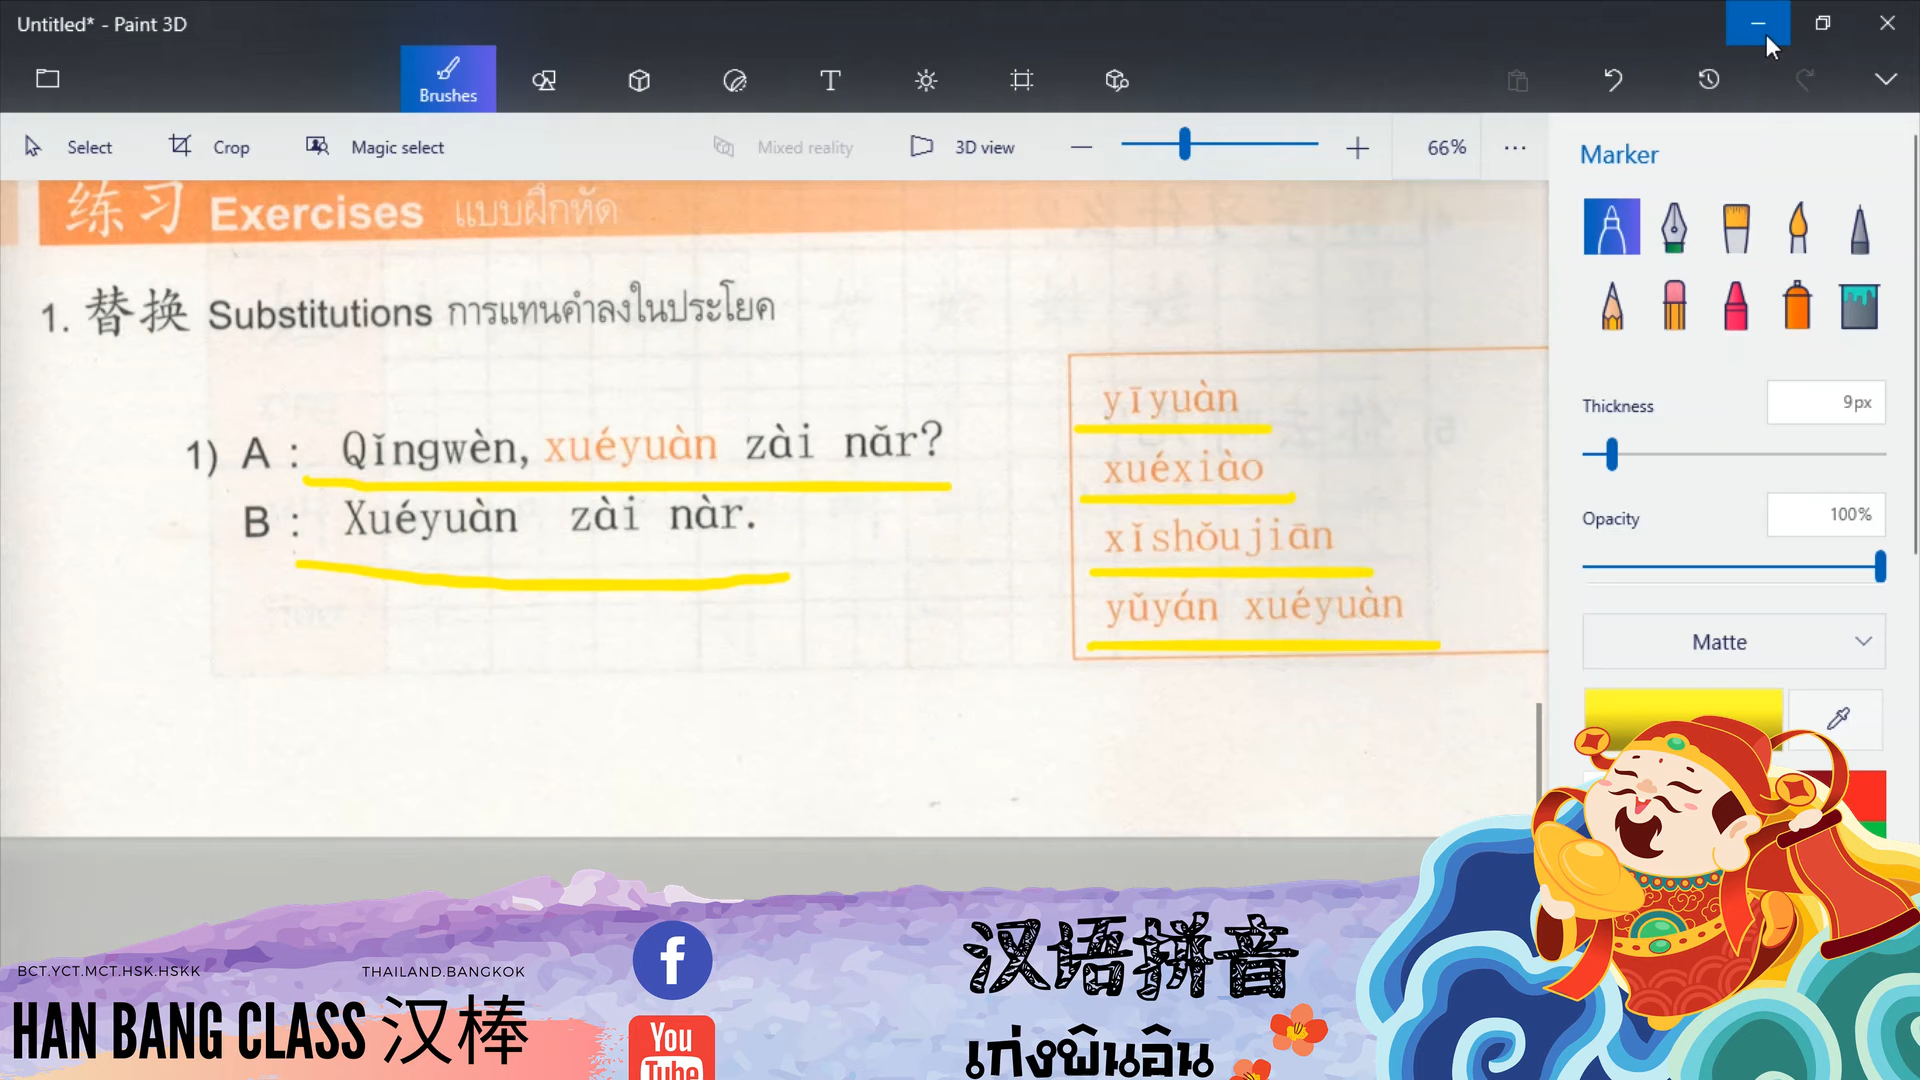 Untitled* - Paint 3D
Brushes
Select
Crop
Magic select
Mixed reality
3D view
66%
Marker
练习 Exercises แบบฝึกหัด
Thickness
9px
Opacity
100%
Matte
1. 替换 Substitutions การแทนคำลงในประโยค
1) A : Qǐngwèn, xuéyuàn zài nǎr?
B : Xuéyuàn zài nàr.
yīyuàn
xuéxiào
xǐshǒujiān
yǔyán xuéyuàn
BCT.YCT.MCT.HSK.HSKK
THAILAND.BANGKOK
HAN BANG CLASS 汉棒
f
You
Tube
汉语拼音
เก่งพินอิน